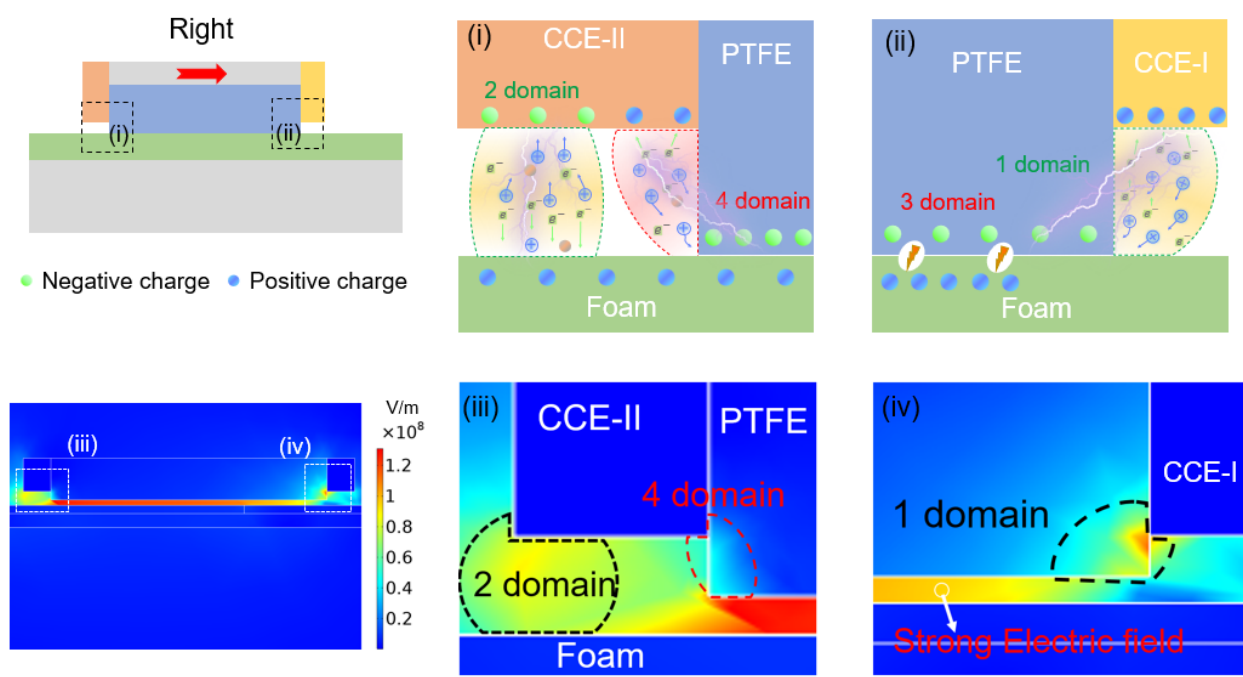 Right
(i)
(ii)
Negative charge
Positive charge
(i)
CCE-II
PTFE
2 domain
4 domain
Foam
(ii)
PTFE
CCE-I
1 domain
3 domain
Foam
V/m
×10⁸
(iii)
(iv)
1.2
1
0.8
0.6
0.4
0.2
(iii)
CCE-II
PTFE
4 domain
2 domain
Foam
(iv)
CCE-I
1 domain
Strong Electric field